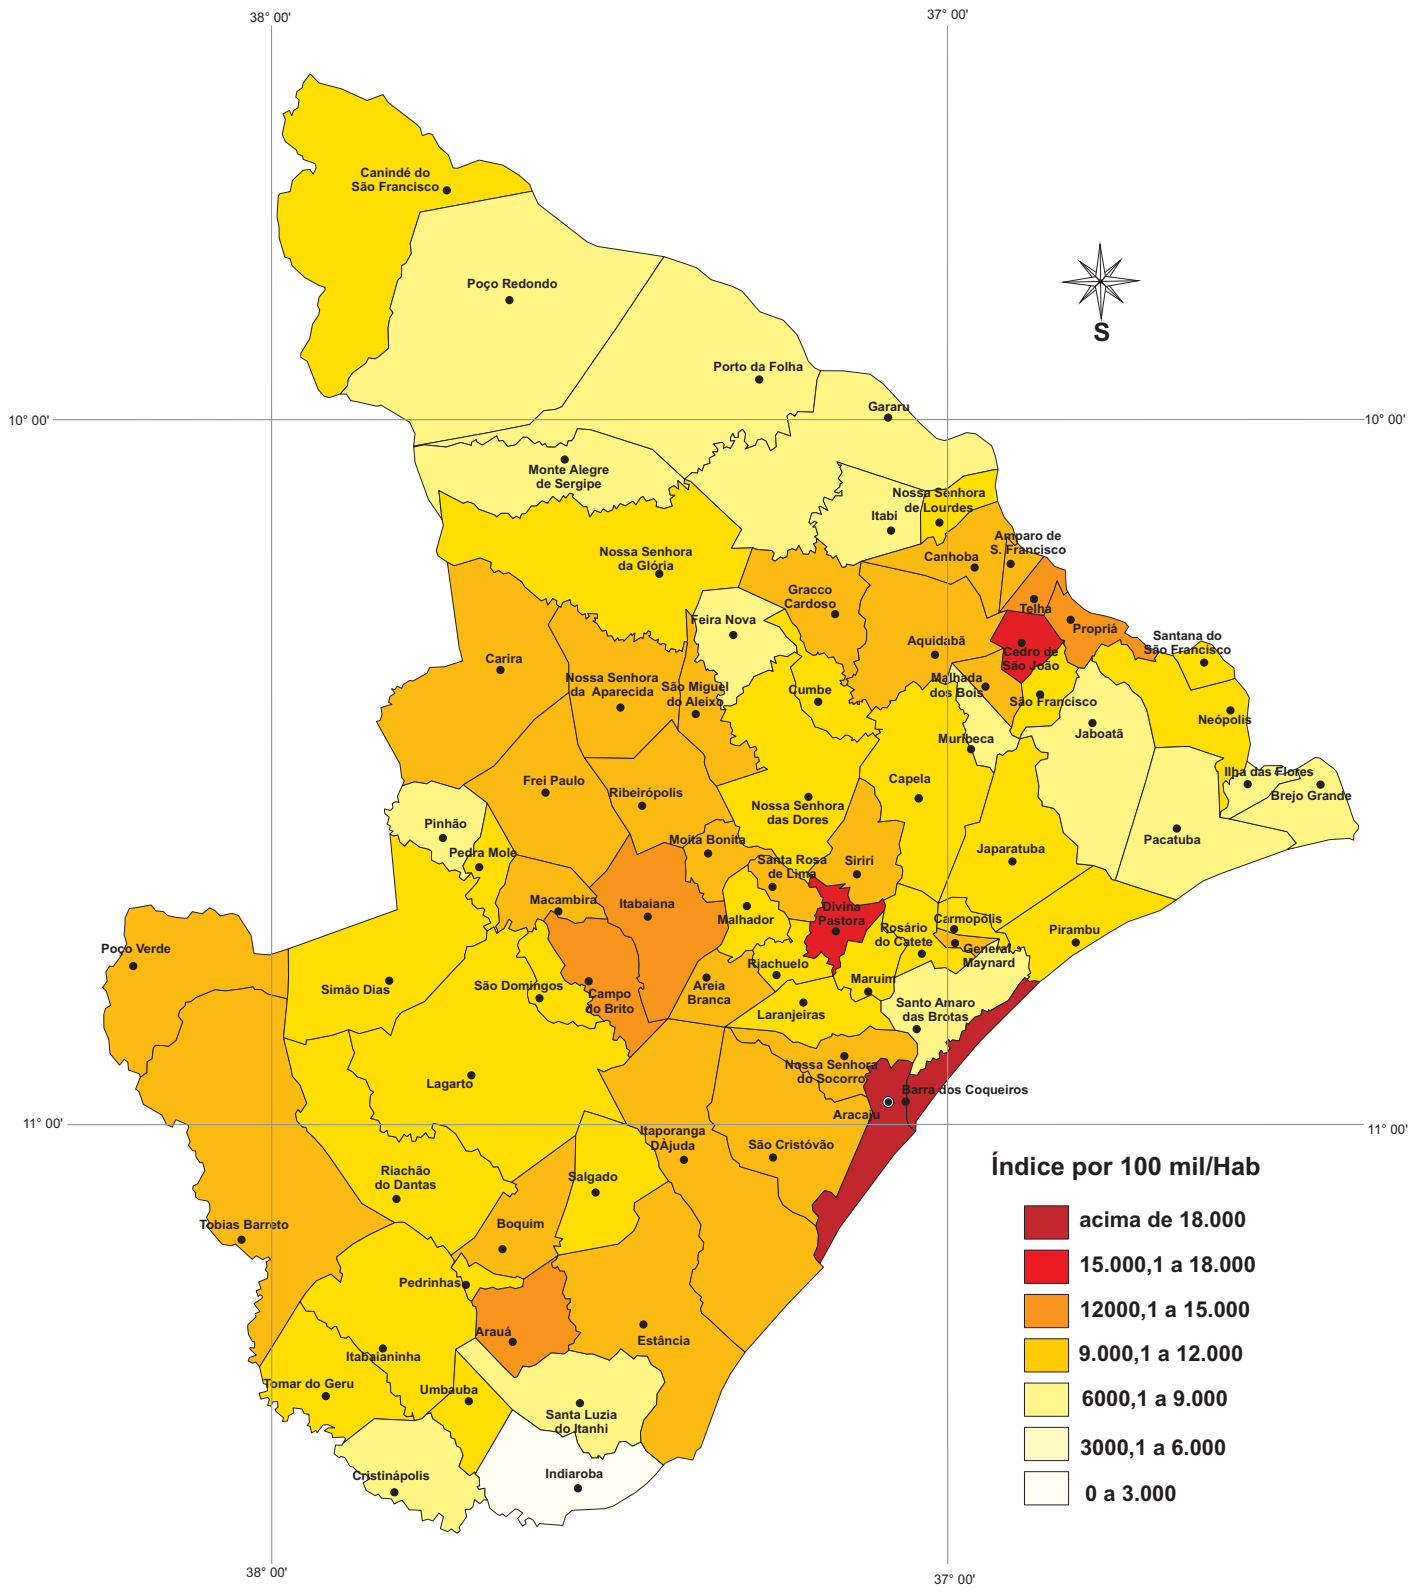 38° 00'
37° 00'
Canindé do
São Francisco
Poço Redondo
S
Porto da Folha
10° 00'
Gararu
10° 00'
Monte Alegre
de Sergipe
Nossa Senhora
de Lourdes
Itabi
Amparo de
S. Francisco
Nossa Senhora
da Glória
Canhoba
Gracco
Cardoso
Telha
Feira Nova
Propriá
Santana do
São Francisco
Aquidabã
Cedro de
São João
Carira
Nossa Senhora
da Aparecida
São Miguel
do Aleixo
Cumbe
Malhada
dos Bois
São Francisco
Neópolis
Jaboatã
Muribeca
Frei Paulo
Ribeirópolis
Capela
Ilha das Flores
Brejo Grande
Nossa Senhora
das Dores
Pinhão
Moita Bonita
Pacatuba
Pedra Mole
Santa Rosa
de Lima
Siriri
Japaratuba
Macambira
Itabaiana
Malhador
Divina
Pastora
Rosário
do Catete
Carmopólis
Pirambu
Poço Verde
General
Maynard
Simão Dias
São Domingos
Campo
do Brito
Areia
Branca
Riachuelo
Maruim
Santo Amaro
das Brotas
Laranjeiras
Lagarto
Nossa Senhora
do Socorro
Barra dos Coqueiros
Aracaju
11° 00'
11° 00'
Itaporanga
DÀjuda
São Cristóvão
Riachão
do Dantas
Salgado
Tobias Barreto
Boquim
Pedrinhas
Arauá
Estância
Itabaianinha
Tomar do Geru
Umbauba
Santa Luzia
do Itanhi
Cristinápolis
Indiaroba
Índice por 100 mil/Hab
acima de 18.000
15.000,1 a 18.000
12000,1 a 15.000
9.000,1 a 12.000
6000,1 a 9.000
3000,1 a 6.000
0 a 3.000
38° 00'
37° 00'